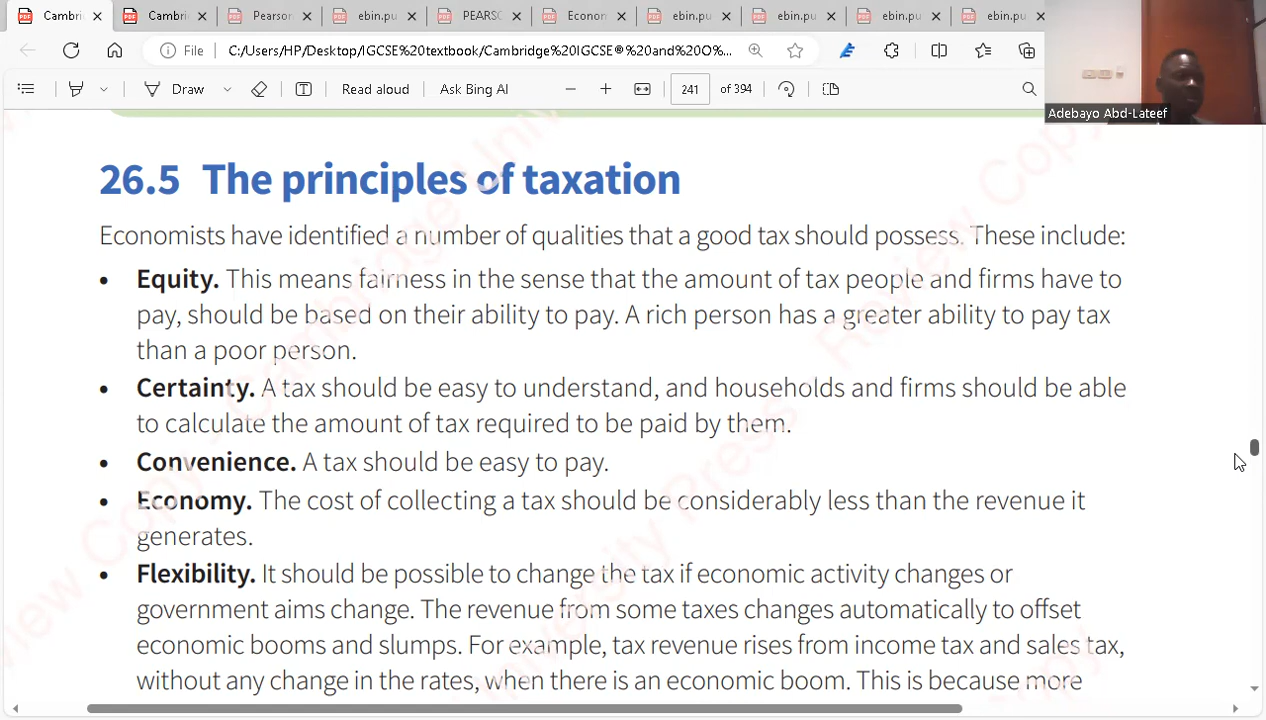 Cambri
Cambri
Pearson
ebin.pu
PEARSC
Econom
ebin.pu
ebin.pu
ebin.pu
ebin.pu
File
C:/Users/HP/Desktop/IGCSE%20textbook/Cambridge%20IGCSE®%20and%20O%...
Draw
Read aloud
Ask Bing AI
241
of 394
Adebayo Abd-Lateef
26.5 The principles of taxation
Economists have identified a number of qualities that a good tax should possess. These include:
• Equity. This means fairness in the sense that the amount of tax people and firms have to
pay, should be based on their ability to pay. A rich person has a greater ability to pay tax
than a poor person.
• Certainty. A tax should be easy to understand, and households and firms should be able
to calculate the amount of tax required to be paid by them.
• Convenience. A tax should be easy to pay.
• Economy. The cost of collecting a tax should be considerably less than the revenue it
generates.
• Flexibility. It should be possible to change the tax if economic activity changes or
government aims change. The revenue from some taxes changes automatically to offset
economic booms and slumps. For example, tax revenue rises from income tax and sales tax,
without any change in the rates, when there is an economic boom. This is because more